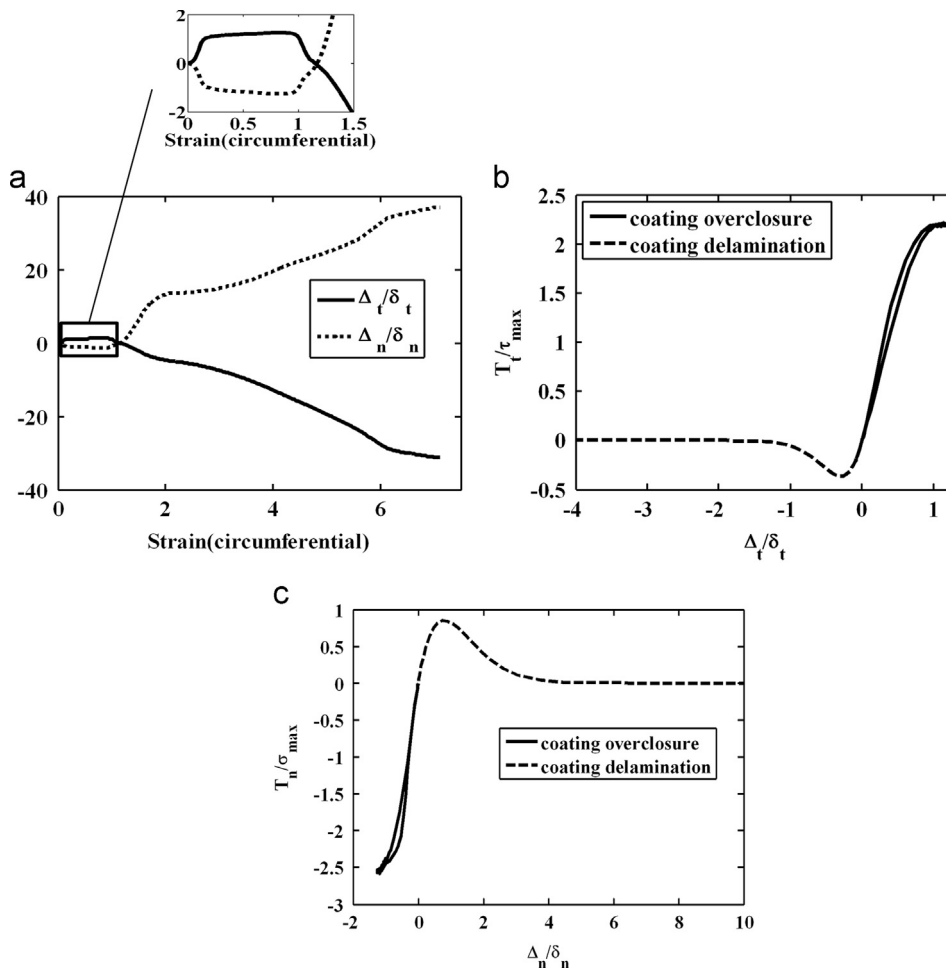 2
0
-2
0 0.5 1 1.5
Strain(circumferential)
a
40
20
0
-20
-40
0 2 4 6
Δt/δt
Δn/δn
Strain(circumferential)
b
2.5
2
1.5
1
0.5
0
-0.5
-4 -3 -2 -1 0 1
Tt/τmax
coating overclosure
coating delamination
Δt/δt
c
1
0.5
0
-0.5
-1
-1.5
-2
-2.5
-3
-2 0 2 4 6 8 10
Tn/σmax
coating overclosure
coating delamination
Δn/δn